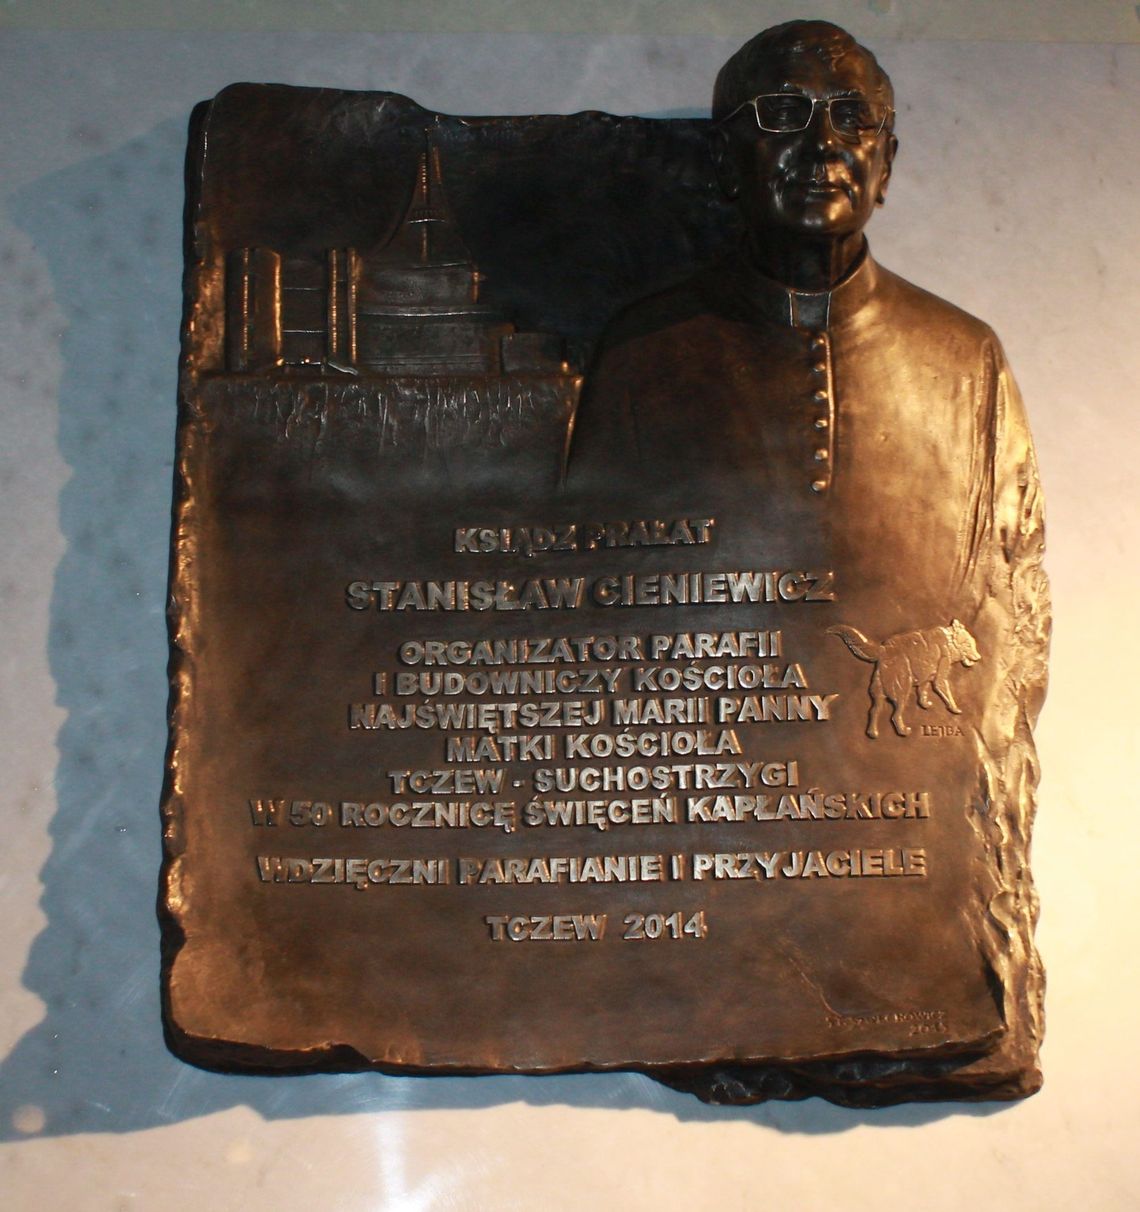 KSIĄDZ PRAŁAT
STANISŁAW CIENIEWICZ
ORGANIZATOR PARAFII
I BUDOWNICZY KOŚCIOŁA
NAJŚWIĘTSZEJ MARII PANNY
MATKI KOŚCIOŁA
TCZEW - SUCHOSTRZYGI
W 50 ROCZNICĘ ŚWIĘCEŃ KAPŁAŃSKICH
WDZIĘCZNI PARAFIANIE I PRZYJACIELE
TCZEW 2014